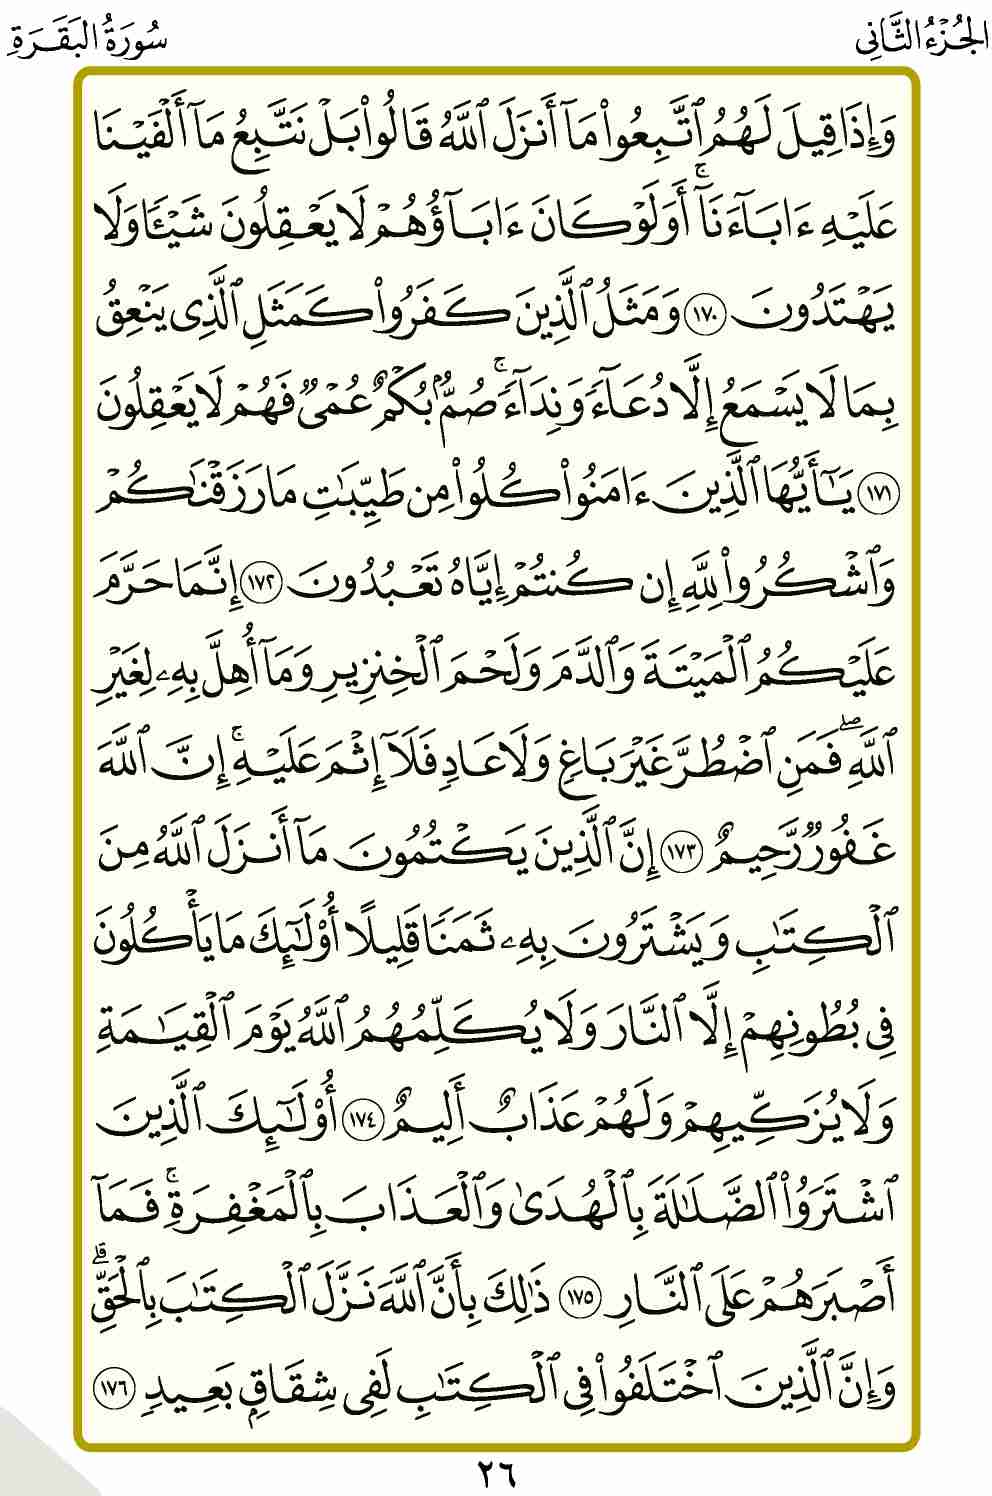 الجُزْءُ الثَّانِي
سُورَةُ البَقَرَةِ
وَإِذَا قِيلَ لَهُمُ ٱتَّبِعُوا۟ مَآ أَنزَلَ ٱللَّهُ قَالُوا۟ بَلْ نَتَّبِعُ مَآ أَلْفَيْنَا
عَلَيْهِ ءَابَآءَنَآ ۚ أَوَلَوْ كَانَ ءَابَآؤُهُمْ لَا يَعْقِلُونَ شَيْـًٔا وَلَا
يَهْتَدُونَ ١٧٠ وَمَثَلُ ٱلَّذِينَ كَفَرُوا۟ كَمَثَلِ ٱلَّذِى يَنْعِقُ
بِمَا لَا يَسْمَعُ إِلَّا دُعَآءً وَنِدَآءً ۚ صُمٌّۢ بُكْمٌ عُمْىٌ فَهُمْ لَا يَعْقِلُونَ
١٧١ يَـٰٓأَيُّهَا ٱلَّذِينَ ءَامَنُوا۟ كُلُوا۟ مِن طَيِّبَـٰتِ مَا رَزَقْنَـٰكُمْ
وَٱشْكُرُوا۟ لِلَّهِ إِن كُنتُمْ إِيَّاهُ تَعْبُدُونَ ١٧٢ إِنَّمَا حَرَّمَ
عَلَيْكُمُ ٱلْمَيْتَةَ وَٱلدَّمَ وَلَحْمَ ٱلْخِنزِيرِ وَمَآ أُهِلَّ بِهِۦ لِغَيْرِ
ٱللَّهِ ۖ فَمَنِ ٱضْطُرَّ غَيْرَ بَاغٍ وَلَا عَادٍ فَلَآ إِثْمَ عَلَيْهِ ۚ إِنَّ ٱللَّهَ
غَفُورٌ رَّحِيمٌ ١٧٣ إِنَّ ٱلَّذِينَ يَكْتُمُونَ مَآ أَنزَلَ ٱللَّهُ مِنَ
ٱلْكِتَـٰبِ وَيَشْتَرُونَ بِهِۦ ثَمَنًا قَلِيلًا أُو۟لَـٰٓئِكَ مَا يَأْكُلُونَ
فِى بُطُونِهِمْ إِلَّا ٱلنَّارَ وَلَا يُكَلِّمُهُمُ ٱللَّهُ يَوْمَ ٱلْقِيَـٰمَةِ
وَلَا يُزَكِّيهِمْ وَلَهُمْ عَذَابٌ أَلِيمٌ ١٧٤ أُو۟لَـٰٓئِكَ ٱلَّذِينَ
ٱشْتَرَوُا۟ ٱلضَّلَـٰلَةَ بِٱلْهُدَىٰ وَٱلْعَذَابَ بِٱلْمَغْفِرَةِ ۚ فَمَآ
أَصْبَرَهُمْ عَلَى ٱلنَّارِ ١٧٥ ذَٰلِكَ بِأَنَّ ٱللَّهَ نَزَّلَ ٱلْكِتَـٰبَ بِٱلْحَقِّ ۗ
وَإِنَّ ٱلَّذِينَ ٱخْتَلَفُوا۟ فِى ٱلْكِتَـٰبِ لَفِى شِقَاقٍۭ بَعِيدٍ ١٧٦
٢٦